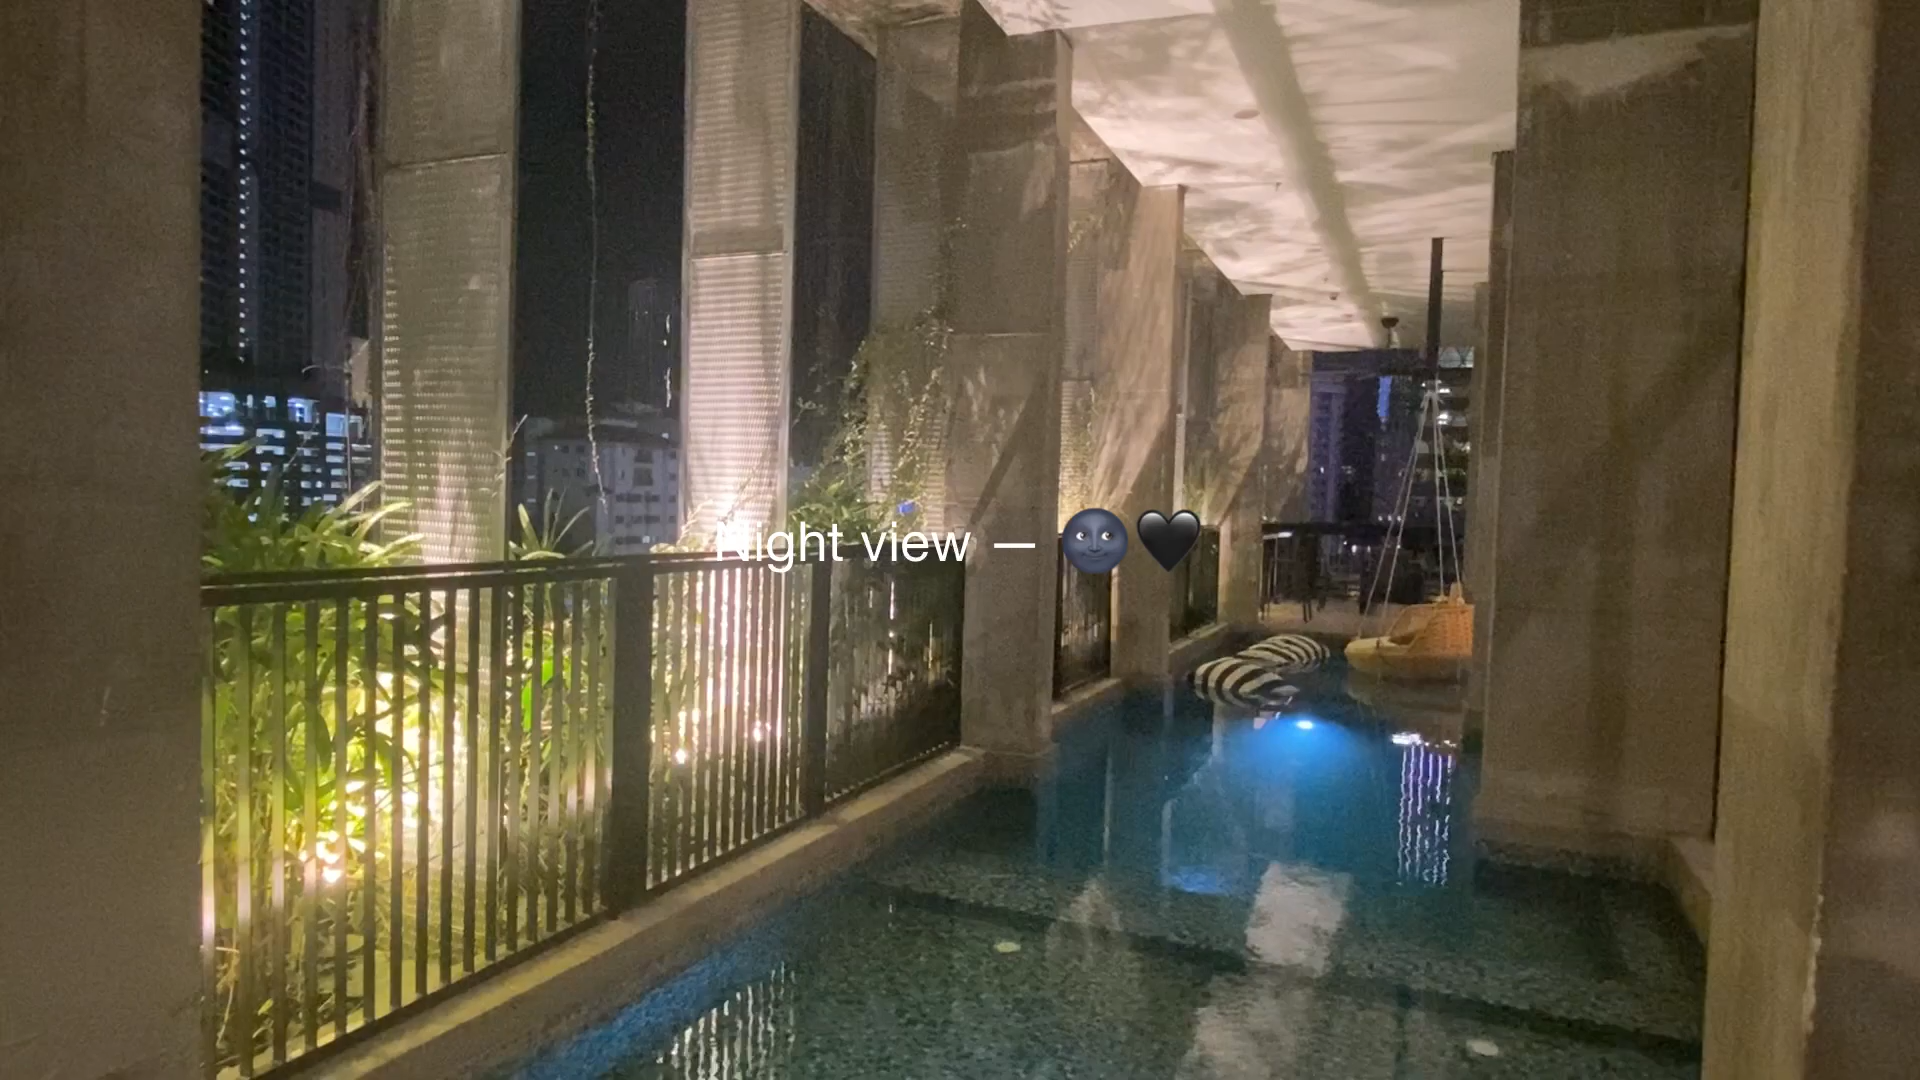 Night view — 🌚🖤